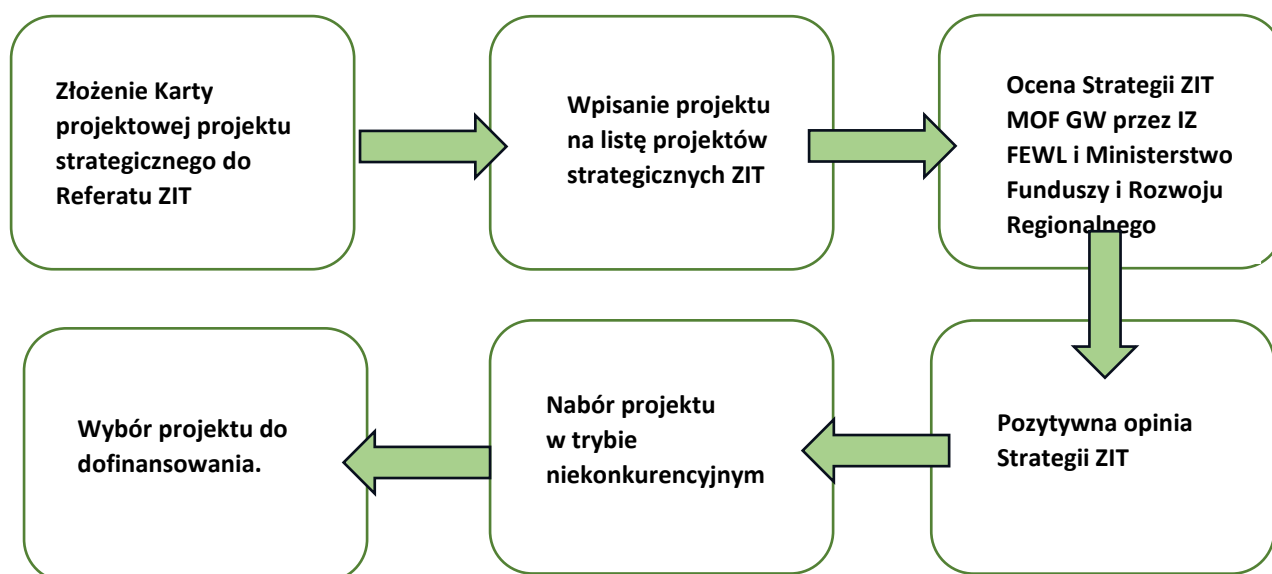 Złożenie Karty
projektowej projektu
strategicznego do
Referatu ZIT
Wpisanie projektu
na listę projektów
strategicznych ZIT
Ocena Strategii ZIT
MOF GW przez IZ
FEWL i Ministerstwo
Funduszy i Rozwoju
Regionalnego
Pozytywna opinia
Strategii ZIT
Nabór projektu
w trybie
niekonkurencyjnym
Wybór projektu do
dofinansowania.